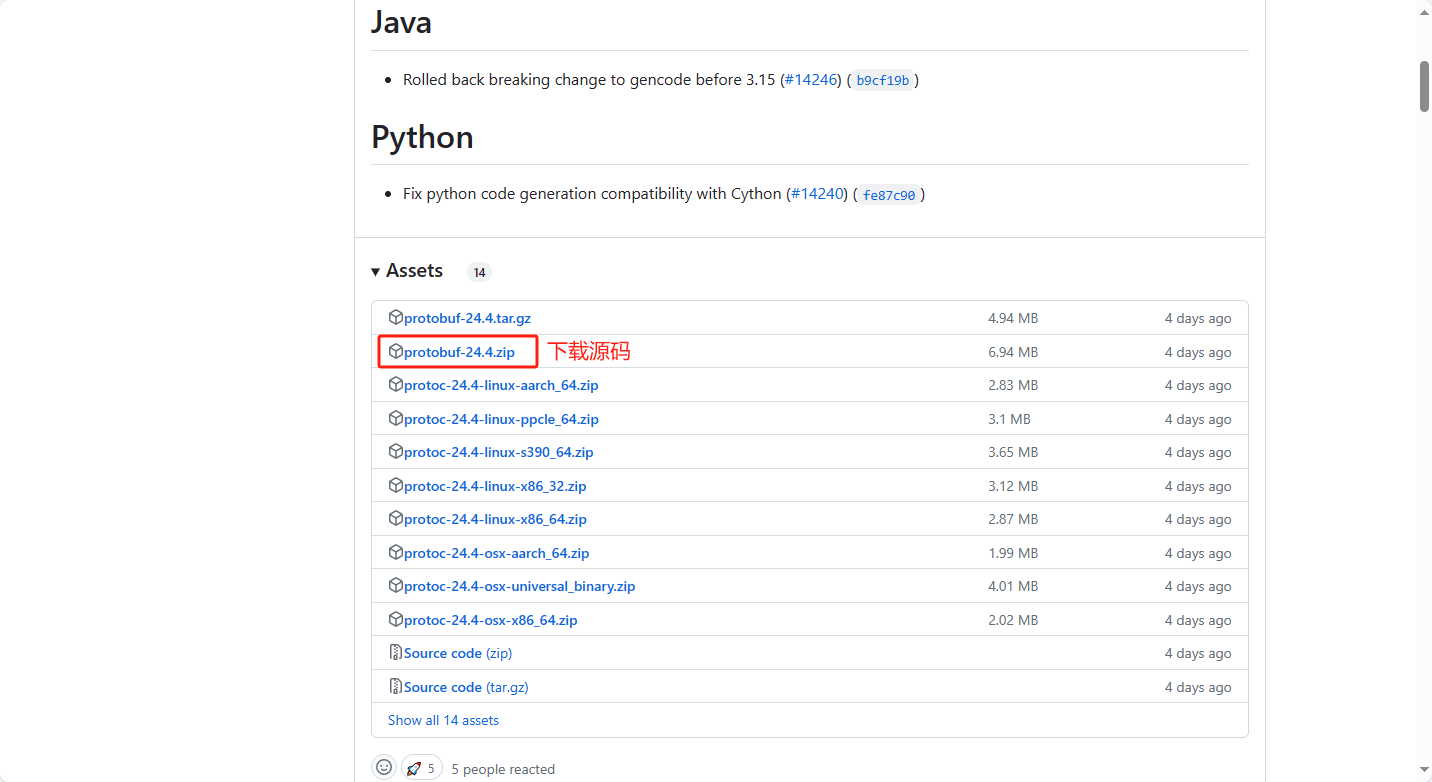 Java
Rolled back breaking change to gencode before 3.15 (#14246) ( b9cf19b )
Python
Fix python code generation compatibility with Cython (#14240) ( fe87c90 )
Assets 14
protobuf-24.4.tar.gz 4.94 MB 4 days ago
protobuf-24.4.zip 下载源码 6.94 MB 4 days ago
protoc-24.4-linux-aarch_64.zip 2.83 MB 4 days ago
protoc-24.4-linux-ppcle_64.zip 3.1 MB 4 days ago
protoc-24.4-linux-s390_64.zip 3.65 MB 4 days ago
protoc-24.4-linux-x86_32.zip 3.12 MB 4 days ago
protoc-24.4-linux-x86_64.zip 2.87 MB 4 days ago
protoc-24.4-osx-aarch_64.zip 1.99 MB 4 days ago
protoc-24.4-osx-universal_binary.zip 4.01 MB 4 days ago
protoc-24.4-osx-x86_64.zip 2.02 MB 4 days ago
Source code (zip) 4 days ago
Source code (tar.gz) 4 days ago
Show all 14 assets
5 5 people reacted